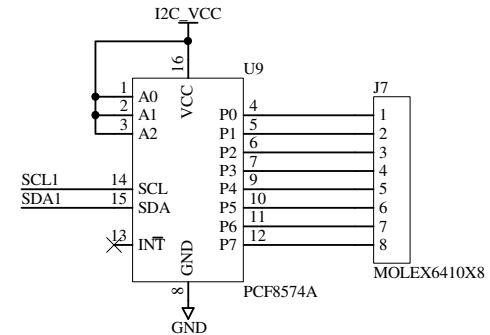 I2C_VCC
U9
J7
16
VCC
1 A0
2 A1
3 A2
P0 4 1
P1 5 2
P2 6 3
P3 7 4
SCL1 14 SCL P4 9 5
SDA1 15 SDA P5 10 6
P6 11 7
13 INT P7 12 8
GND
8
MOLEX6410X8
PCF8574A
GND